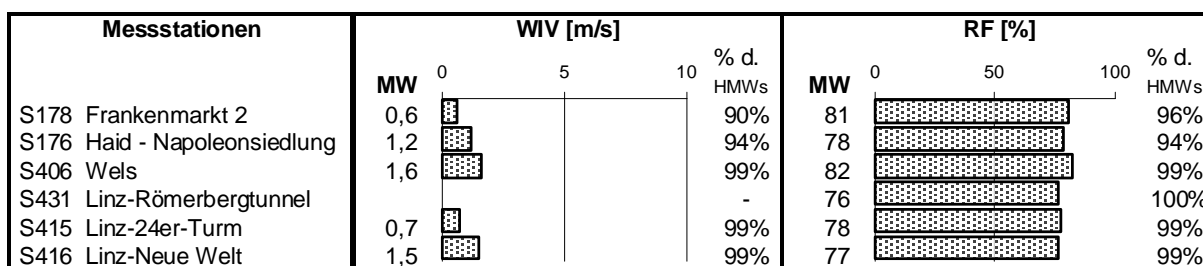 Messstationen WIV [m/s] RF [%]
MW 0 5 10 % d. HMWs MW 0 50 100 % d. HMWs
S178 Frankenmarkt 2 0,6 90% 81 96%
S176 Haid - Napoleonsiedlung 1,2 94% 78 94%
S406 Wels 1,6 99% 82 99%
S431 Linz-Römerbergtunnel - 76 100%
S415 Linz-24er-Turm 0,7 99% 78 99%
S416 Linz-Neue Welt 1,5 99% 77 99%